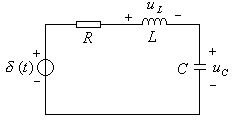 u_L
+ −
R L
+ +
δ (t) C u_C
− −